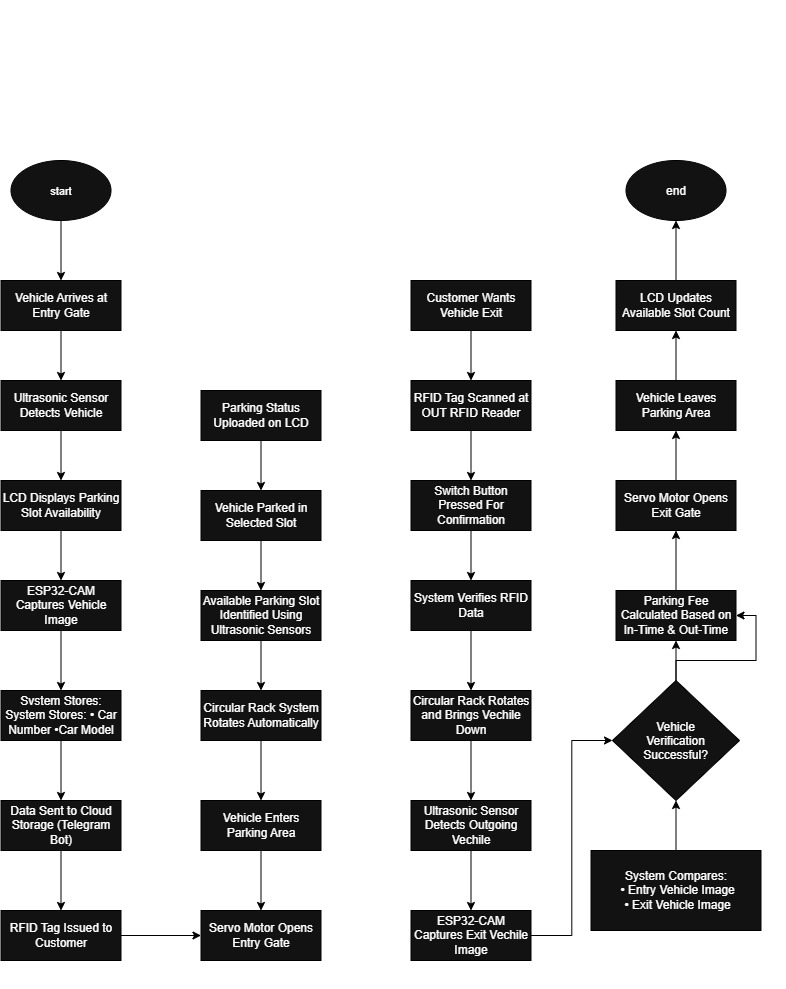 start
Vehicle Arrives at
Entry Gate
Ultrasonic Sensor
Detects Vehicle
LCD Displays Parking
Slot Availability
ESP32-CAM
Captures Vehicle
Image
Svstem Stores:
System Stores: • Car
Number •Car Model
Data Sent to Cloud
Storage (Telegram
Bot)
RFID Tag Issued to
Customer
Parking Status
Uploaded on LCD
Vehicle Parked in
Selected Slot
Available Parking Slot
Identified Using
Ultrasonic Sensors
Circular Rack System
Rotates Automatically
Vehicle Enters
Parking Area
Servo Motor Opens
Entry Gate
Customer Wants
Vehicle Exit
RFID Tag Scanned at
OUT RFID Reader
Switch Button
Pressed For
Confirmation
System Verifies RFID
Data
Circular Rack Rotates
and Brings Vechile
Down
Ultrasonic Sensor
Detects Outgoing
Vechile
ESP32-CAM
Captures Exit Vechile
Image
end
LCD Updates
Available Slot Count
Vehicle Leaves
Parking Area
Servo Motor Opens
Exit Gate
Parking Fee
Calculated Based on
In-Time & Out-Time
Vehicle
Verification
Successful?
System Compares:
• Entry Vehicle Image
• Exit Vehicle Image